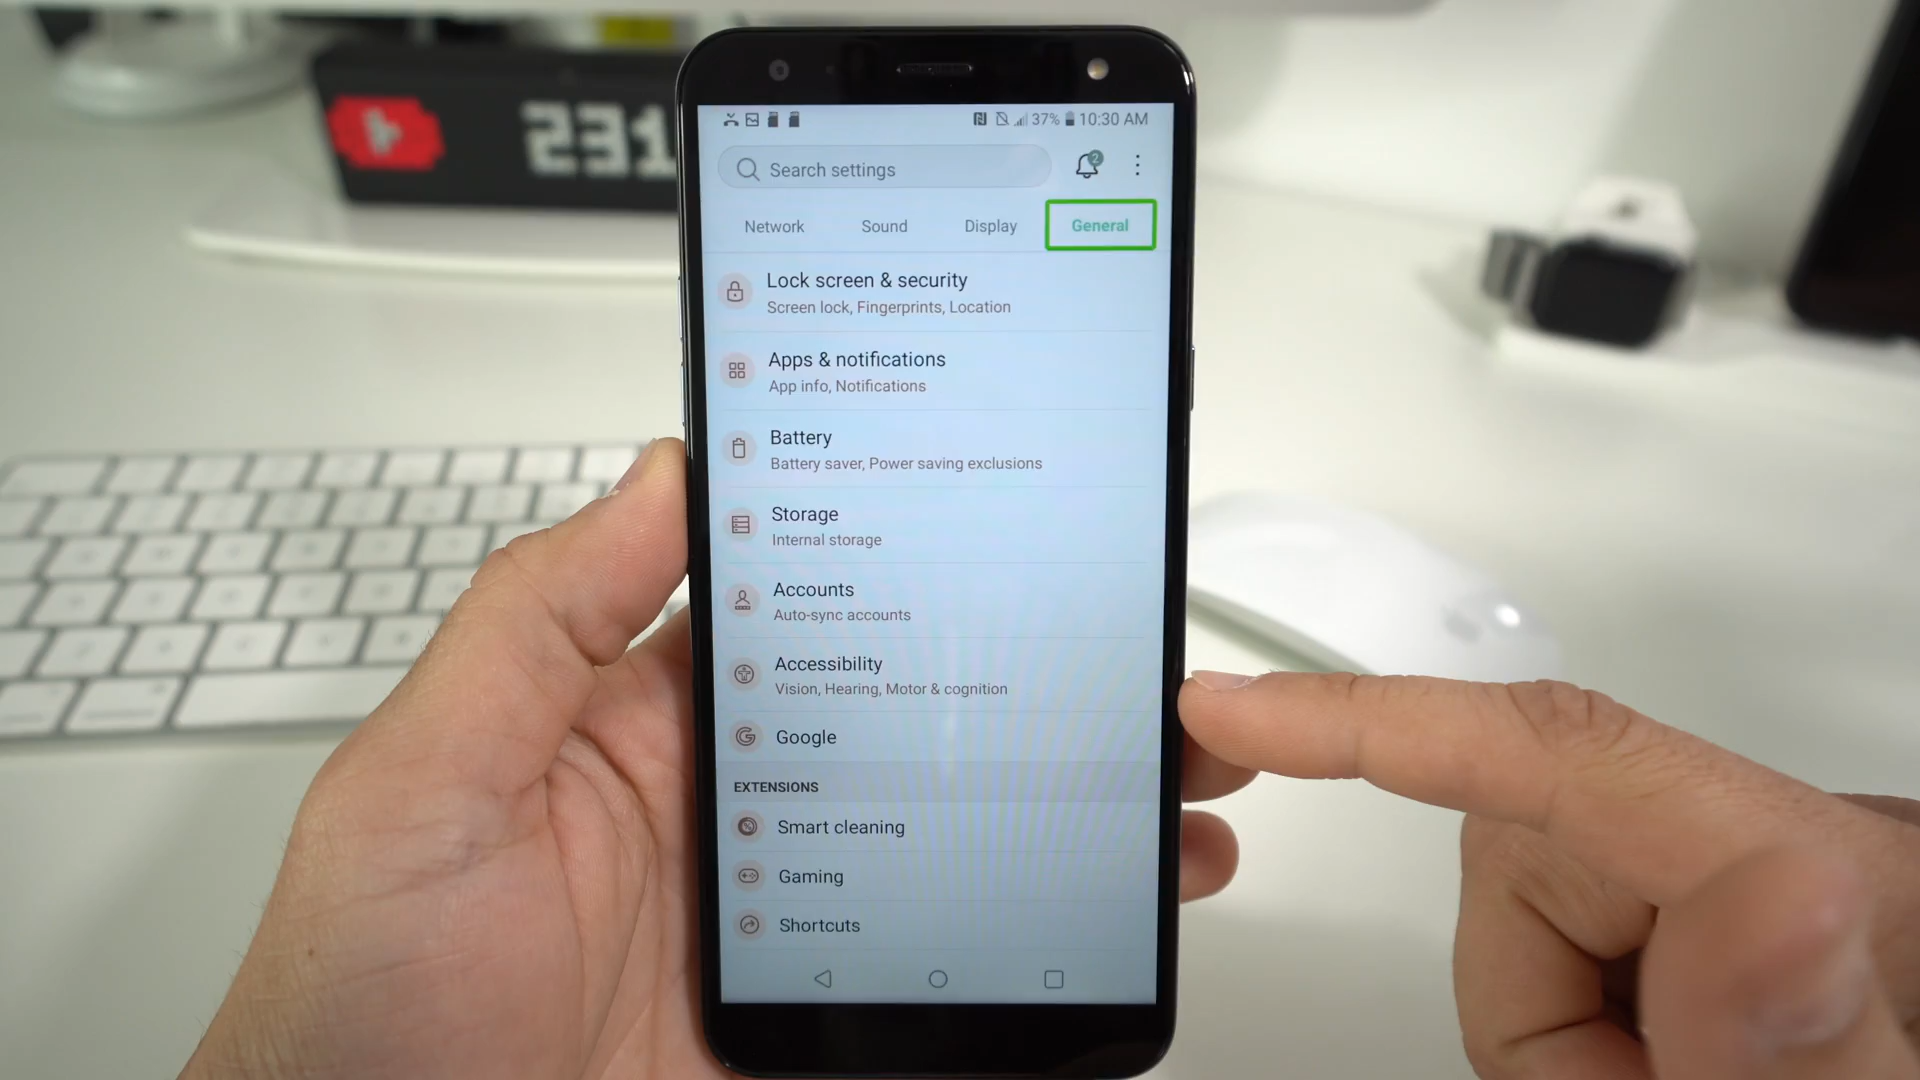 231
37% 10:30 AM
Search settings
2
Network Sound Display General
Lock screen & security
Screen lock, Fingerprints, Location
Apps & notifications
App info, Notifications
Battery
Battery saver, Power saving exclusions
Storage
Internal storage
Accounts
Auto-sync accounts
Accessibility
Vision, Hearing, Motor & cognition
Google
EXTENSIONS
Smart cleaning
Gaming
Shortcuts